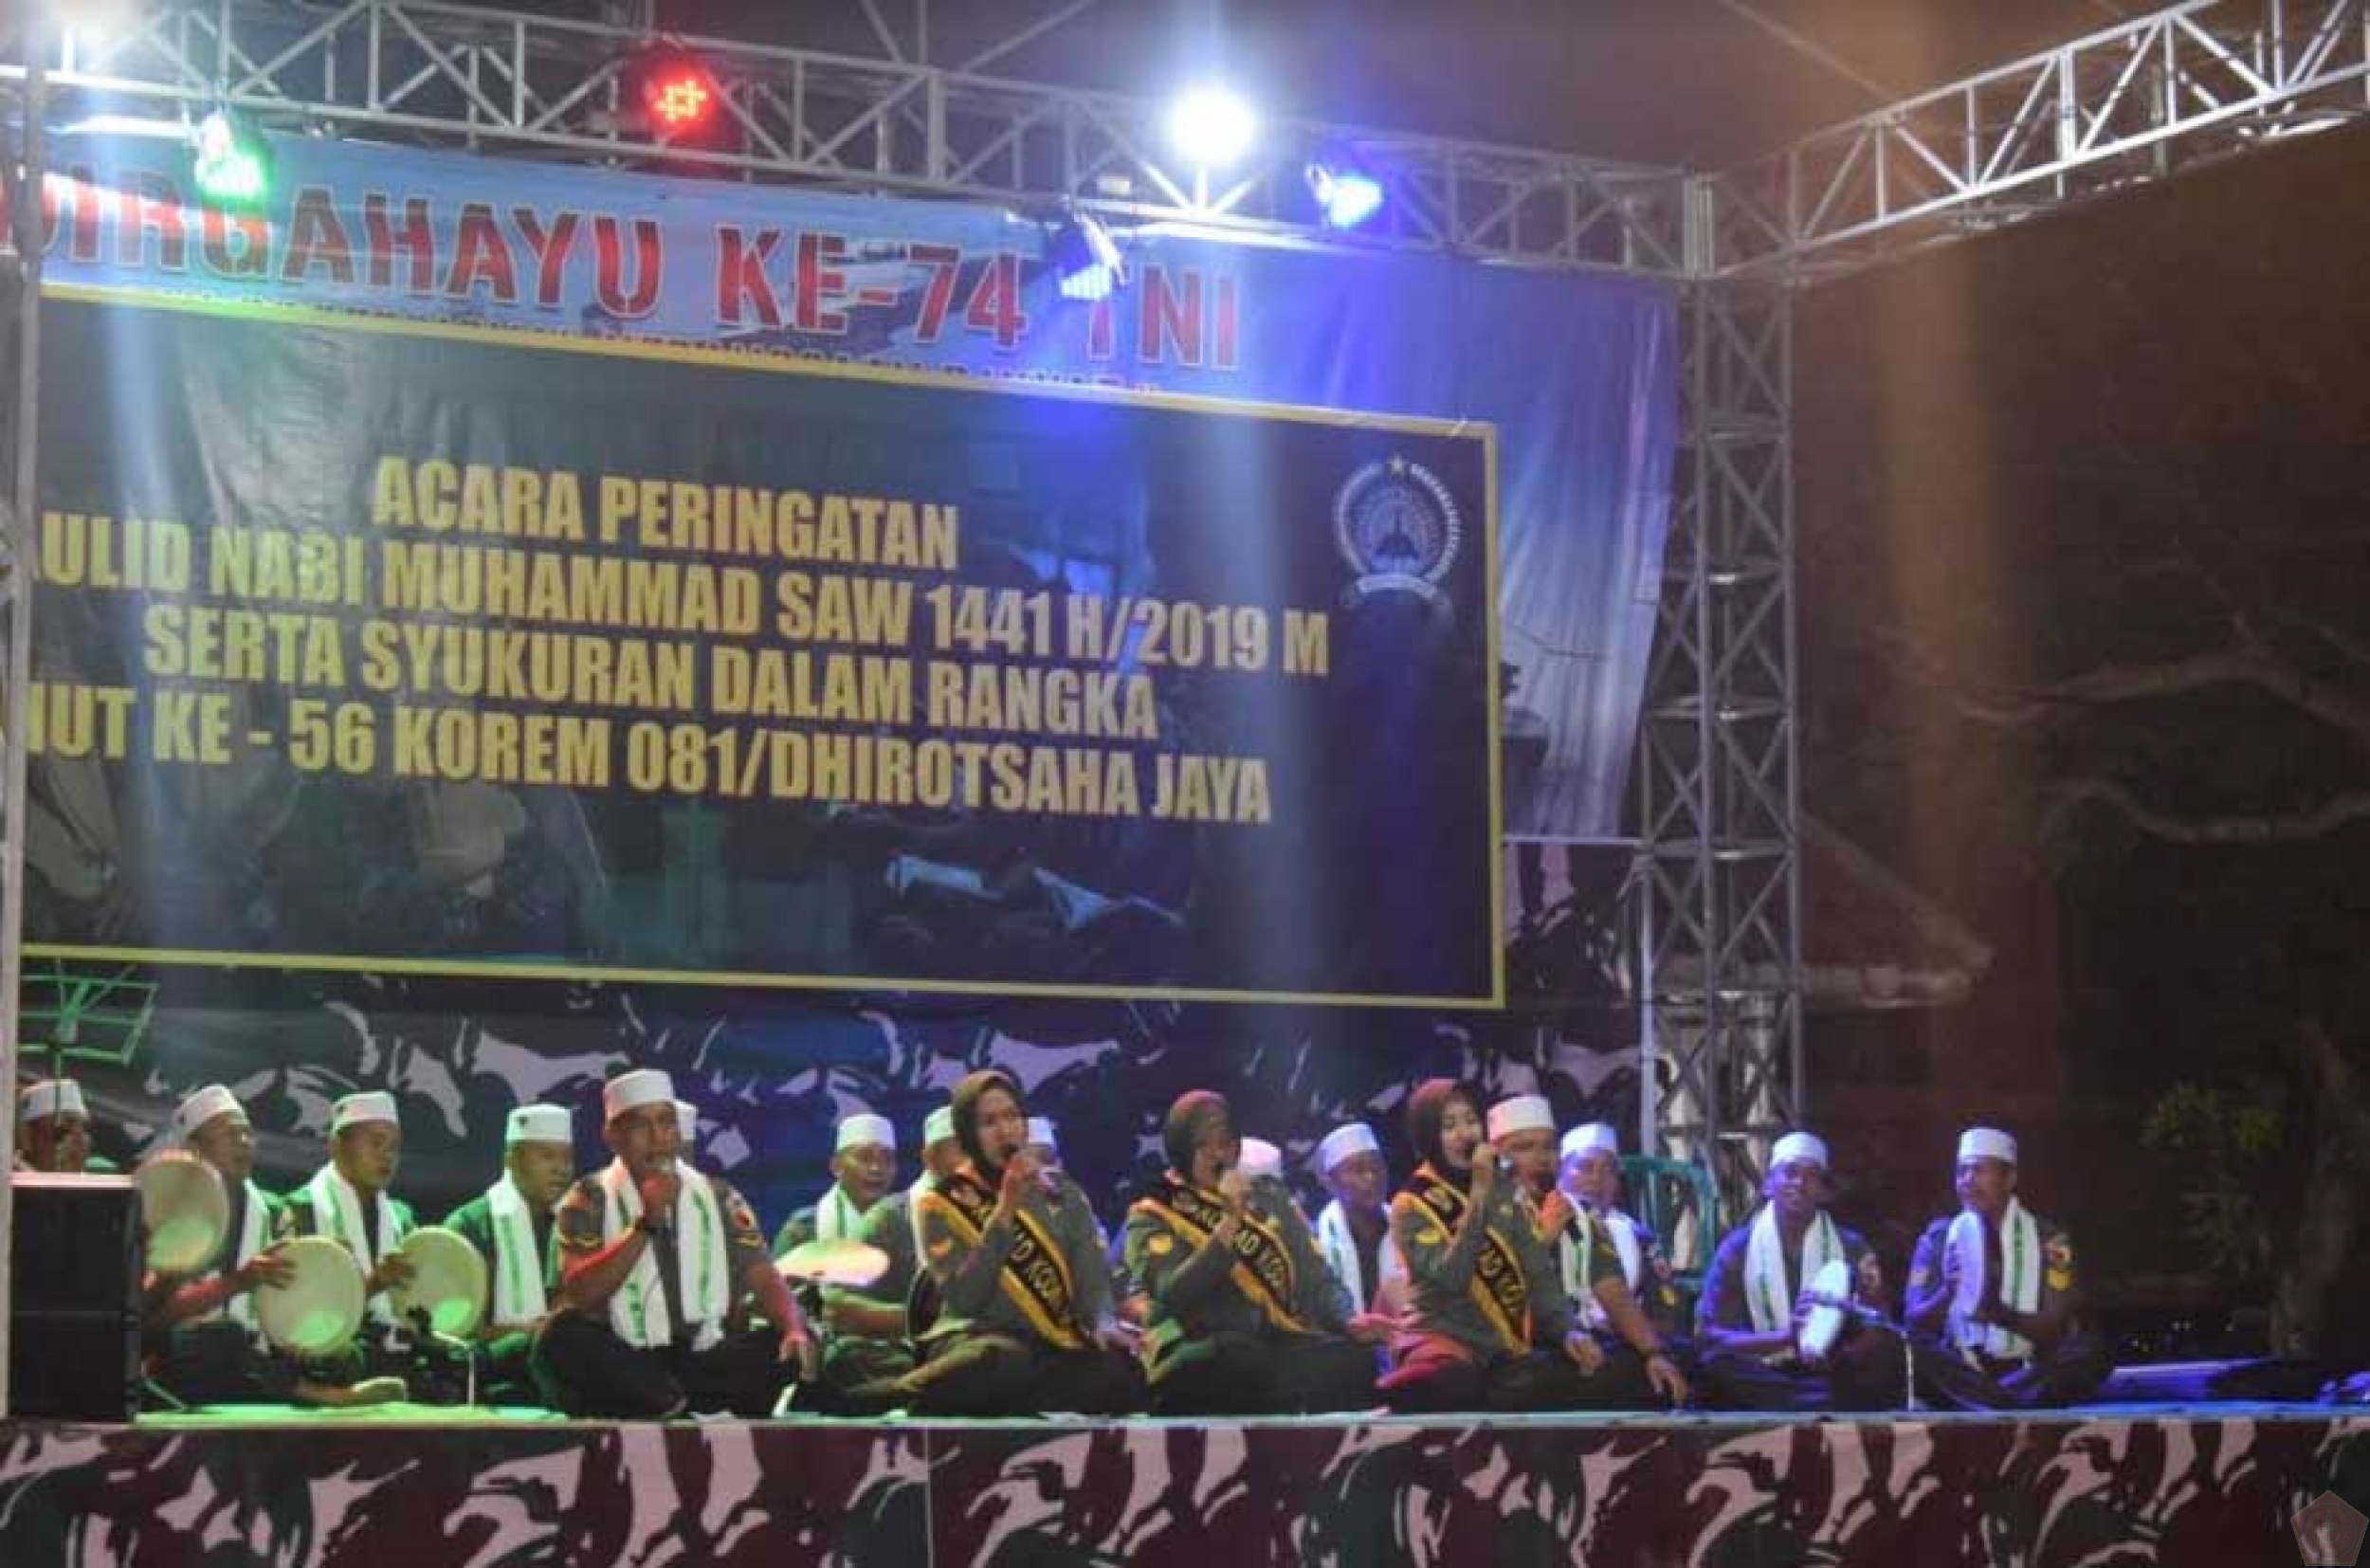 DIRGAHAYU KE-74 TNI
ACARA PERINGATAN
AULID NABI MUHAMMAD SAW 1441 H/2019 M
SERTA SYUKURAN DALAM RANGKA
HUT KE - 56 KOREM 081/DHIROTSAHA JAYA